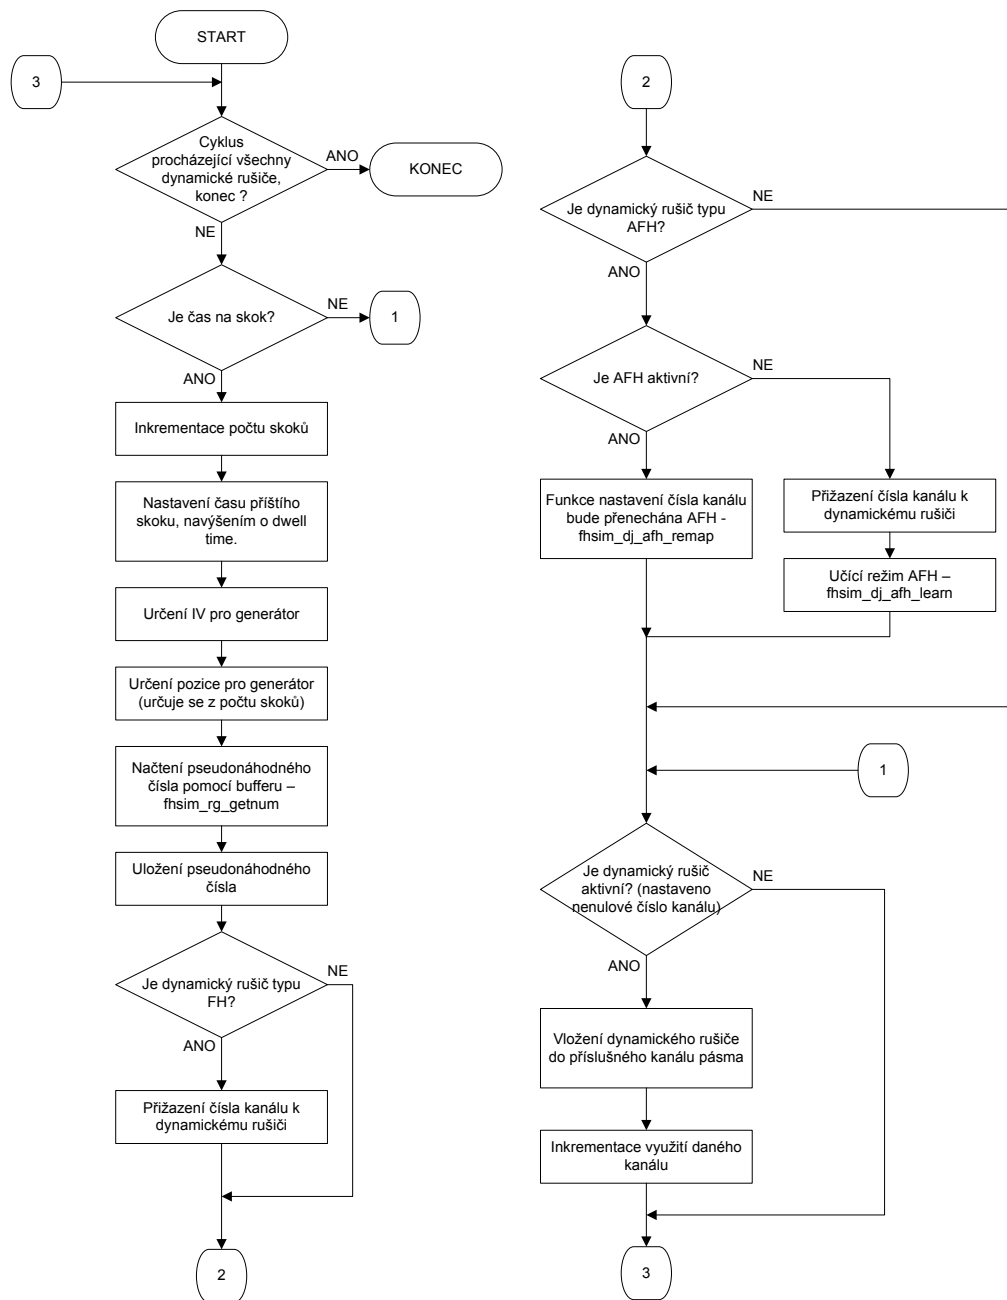 START
3
Cyklus
procházející všechny
dynamické rušiče,
konec ?
ANO
KONEC
NE
Je čas na skok?
NE
1
ANO
Inkrementace počtu skoků
Nastavení času příštího
skoku, navýšením o dwell
time.
Určení IV pro generátor
Určení pozice pro generátor
(určuje se z počtu skoků)
Načtení pseudonáhodného
čísla pomocí bufferu –
fhsim_rg_getnum
Uložení pseudonáhodného
čísla
Je dynamický rušič typu
FH?
NE
ANO
Přižazení čísla kanálu k
dynamickému rušiči
2
2
Je dynamický rušič typu
AFH?
NE
ANO
Je AFH aktivní?
NE
ANO
Funkce nastavení čísla kanálu
bude přenechána AFH -
fhsim_dj_afh_remap
Přižazení čísla kanálu k
dynamickému rušiči
Učící režim AFH –
fhsim_dj_afh_learn
1
Je dynamický rušič
aktivní? (nastaveno
nenulové číslo kanálu)
NE
ANO
Vložení dynamického rušiče
do příslušného kanálu pásma
Inkrementace využití daného
kanálu
3